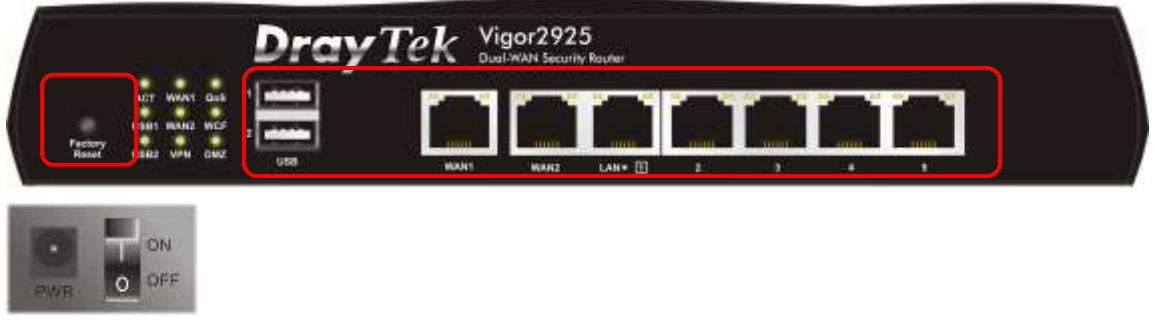 DrayTek
Vigor2925
Dual-WAN Security Router
ACT WAN1 QoS
USB1 WAN2 WCF
USB2 VPN DMZ
Factory
Reset
1
2
USB
WAN1 WAN2 LAN 1 2 3 4 5
PWR
ON
OFF